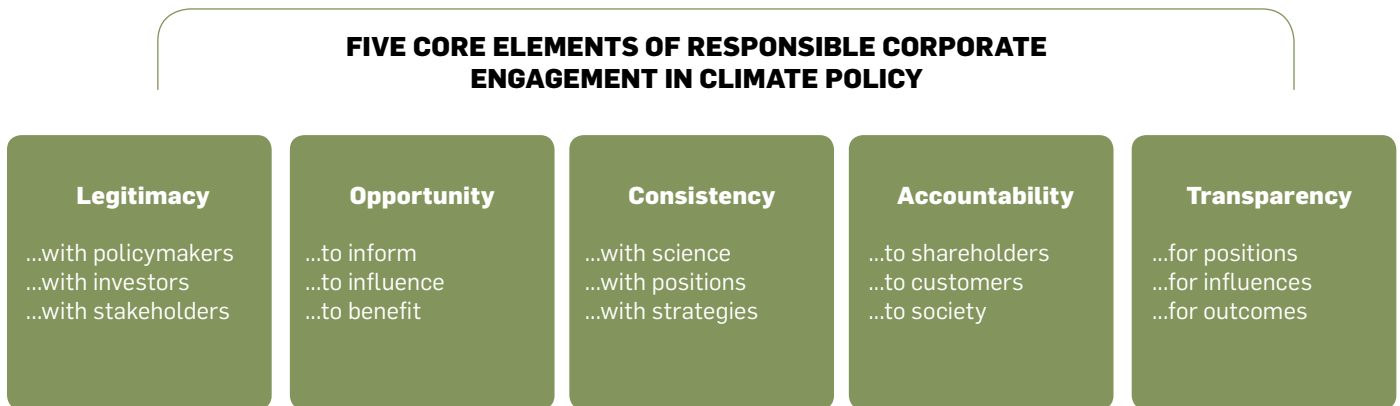 FIVE CORE ELEMENTS OF RESPONSIBLE CORPORATE
ENGAGEMENT IN CLIMATE POLICY
Legitimacy
...with policymakers
...with investors
...with stakeholders
Opportunity
...to inform
...to influence
...to benefit
Consistency
...with science
...with positions
...with strategies
Accountability
...to shareholders
...to customers
...to society
Transparency
...for positions
...for influences
...for outcomes